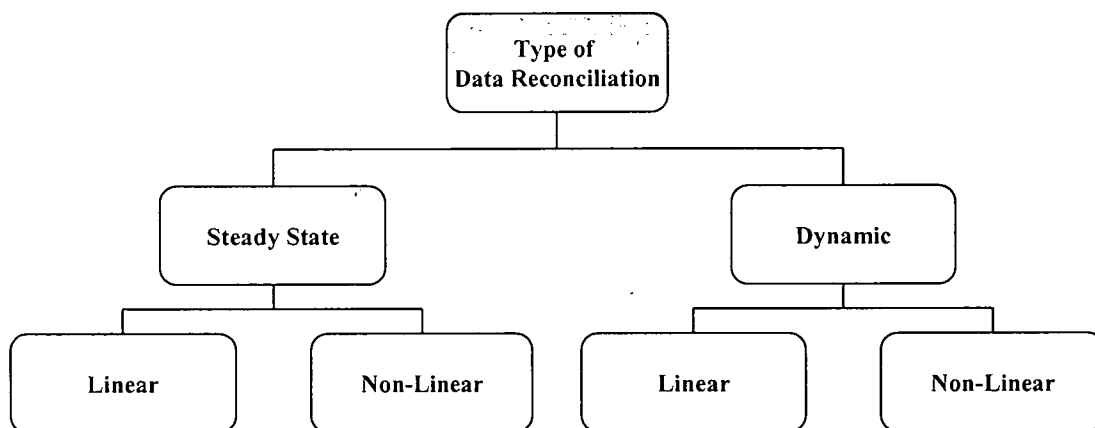 Type of
Data Reconciliation
Steady State
Dynamic
Linear
Non-Linear
Linear
Non-Linear